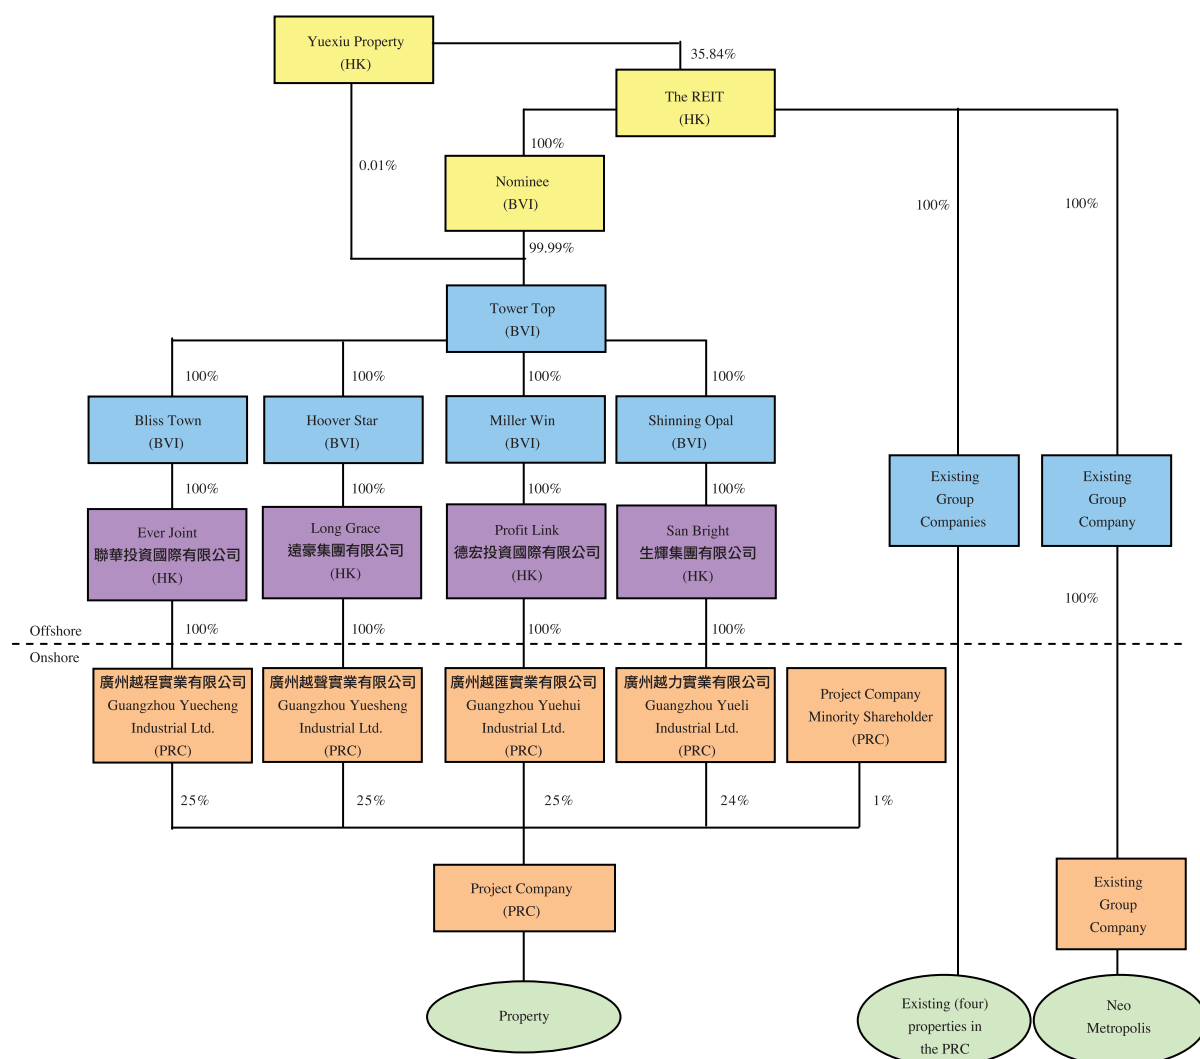 Yuexiu Property
(HK)
35.84%
The REIT
(HK)
100%
0.01%
Nominee
(BVI)
100%
100%
99.99%
Tower Top
(BVI)
100%
100%
100%
100%
Bliss Town
(BVI)
Hoover Star
(BVI)
Miller Win
(BVI)
Shinning Opal
(BVI)
Existing
Group
Companies
Existing
Group
Company
100%
100%
100%
100%
Ever Joint
聯華投資國際有限公司
(HK)
Long Grace
遠豪集團有限公司
(HK)
Profit Link
德宏投資國際有限公司
(HK)
San Bright
生輝集團有限公司
(HK)
100%
Offshore
100%
100%
100%
100%
Onshore
廣州越程實業有限公司
Guangzhou Yuecheng
Industrial Ltd.
(PRC)
廣州越聲實業有限公司
Guangzhou Yuesheng
Industrial Ltd.
(PRC)
廣州越匯實業有限公司
Guangzhou Yuehui
Industrial Ltd.
(PRC)
廣州越力實業有限公司
Guangzhou Yueli
Industrial Ltd.
(PRC)
Project Company
Minority Shareholder
(PRC)
25%
25%
25%
24%
1%
Project Company
(PRC)
Existing
Group
Company
Property
Existing (four)
properties in
the PRC
Neo
Metropolis